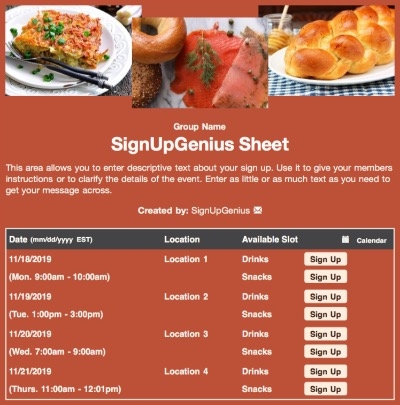 Group Name
SignUpGenius Sheet
This area allows you to enter descriptive text about your sign up. Use it to give your members
instructions or to clarify the details of the event. Enter as little or as much text as you need to
get your message across.
Created by: SignUpGenius
Date (mm/dd/yyyy EST) Location Available Slot Calendar
11/18/2019 Location 1 Drinks Sign Up
(Mon. 9:00am - 10:00am) Snacks Sign Up
11/19/2019 Location 2 Drinks Sign Up
(Tue. 1:00pm - 3:00pm) Snacks Sign Up
11/20/2019 Location 3 Drinks Sign Up
(Wed. 7:00am - 9:00am) Snacks Sign Up
11/21/2019 Location 4 Drinks Sign Up
(Thurs. 11:00am - 12:01pm) Snacks Sign Up